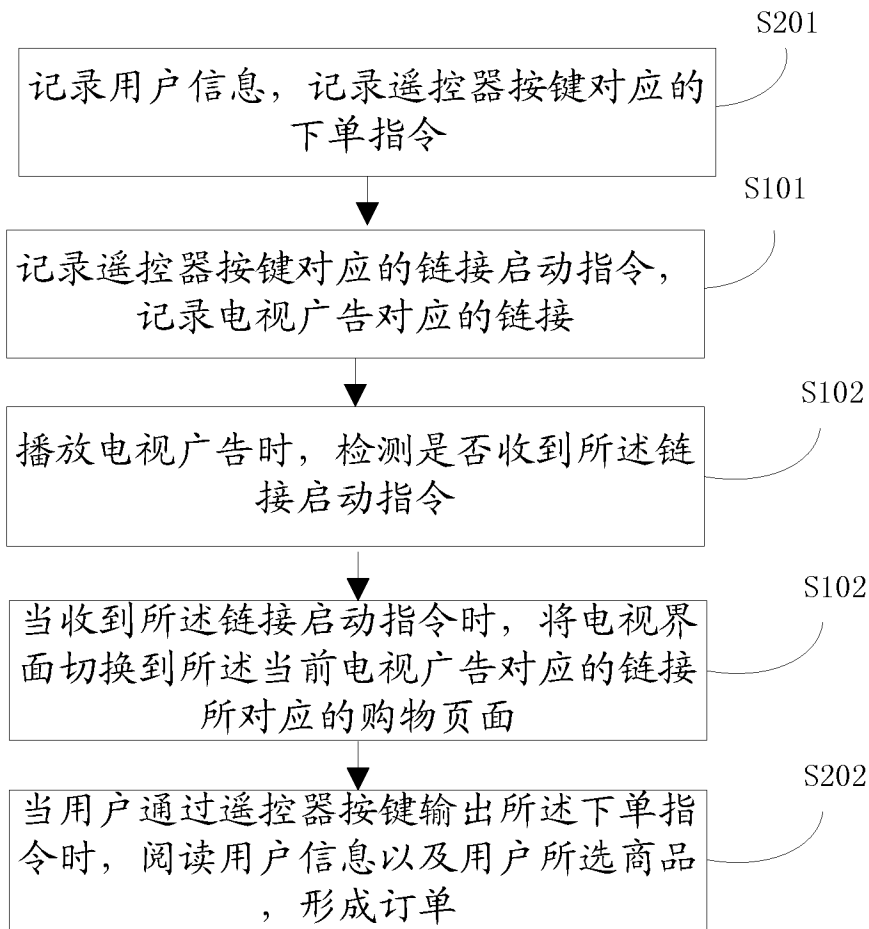 S201
记录用户信息，记录遥控器按键对应的
下单指令
S101
记录遥控器按键对应的链接启动指令，
记录电视广告对应的链接
S102
播放电视广告时，检测是否收到所述链
接启动指令
S102
当收到所述链接启动指令时，将电视界
面切换到所述当前电视广告对应的链接
所对应的购物页面
S202
当用户通过遥控器按键输出所述下单指
令时，阅读用户信息以及用户所选商品
，形成订单